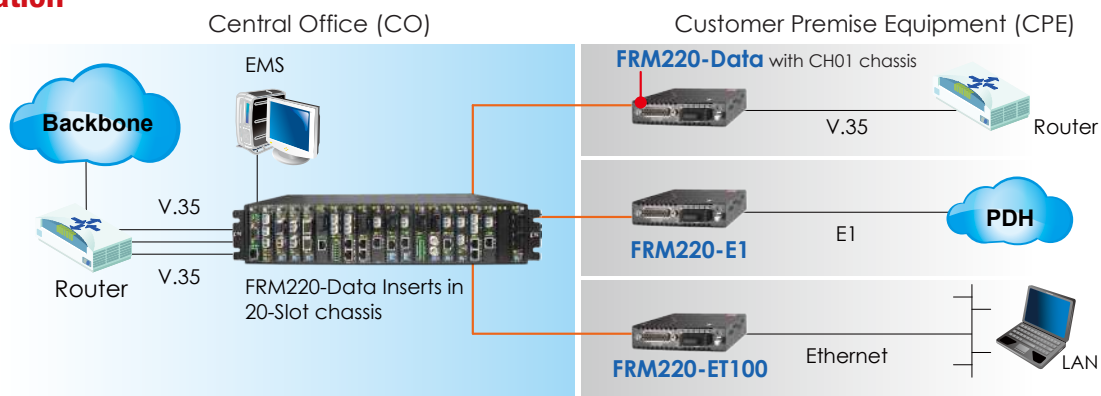 Central Office (CO)
Customer Premise Equipment (CPE)
EMS
Backbone
V.35
V.35
Router
FRM220-Data Inserts in
20-Slot chassis
FRM220-Data with CH01 chassis
V.35
Router
FRM220-E1
E1
PDH
FRM220-ET100
Ethernet
LAN